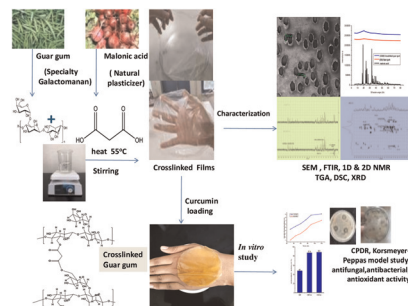 Guar gum
(Specialty
Galactomanan)
Malonic acid
(Natural
plasticizer)
+
heat 55°C
Stirring
Crosslinked Films
Characterization
SEM , FTIR, 1D & 2D NMR
TGA, DSC, XRD
Curcumin
loading
Crosslinked
Guar gum
In vitro
study
CPDR, Korsmeyer-
Peppas model study
antifungal,antibacterial
antioxidant activity